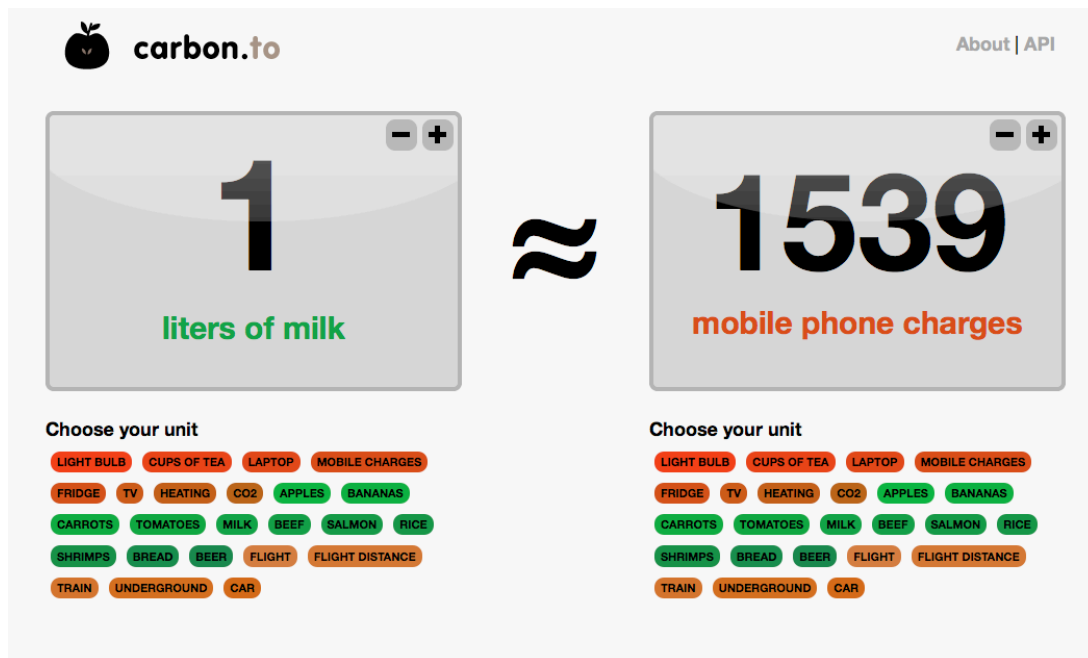 carbon.to
About | API
− +
1
liters of milk
≈
− +
1539
mobile phone charges
Choose your unit
LIGHT BULB CUPS OF TEA LAPTOP MOBILE CHARGES
FRIDGE TV HEATING CO2 APPLES BANANAS
CARROTS TOMATOES MILK BEEF SALMON RICE
SHRIMPS BREAD BEER FLIGHT FLIGHT DISTANCE
TRAIN UNDERGROUND CAR
Choose your unit
LIGHT BULB CUPS OF TEA LAPTOP MOBILE CHARGES
FRIDGE TV HEATING CO2 APPLES BANANAS
CARROTS TOMATOES MILK BEEF SALMON RICE
SHRIMPS BREAD BEER FLIGHT FLIGHT DISTANCE
TRAIN UNDERGROUND CAR